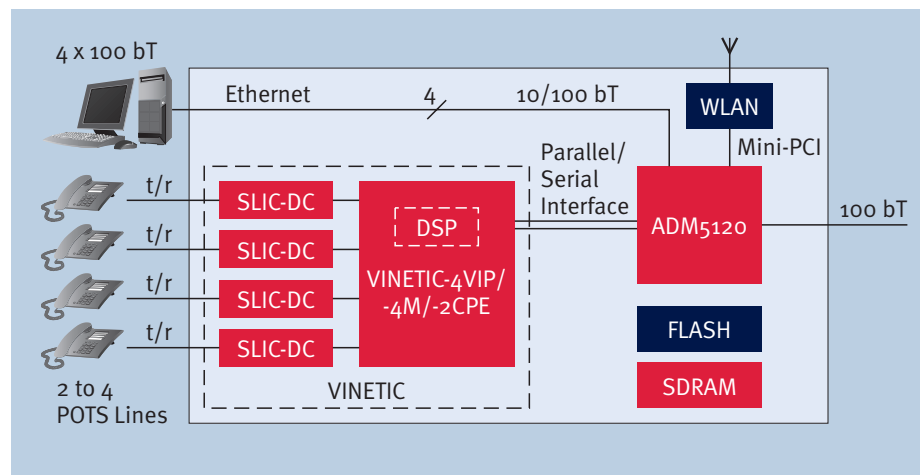 4 x 100 bT
Ethernet
4
10/100 bT
WLAN
Mini-PCI
Parallel/
Serial
Interface
t/r
SLIC-DC
t/r
SLIC-DC
t/r
SLIC-DC
t/r
SLIC-DC
DSP
VINETIC-4VIP/
-4M/-2CPE
ADM5120
100 bT
FLASH
SDRAM
VINETIC
2 to 4
POTS Lines